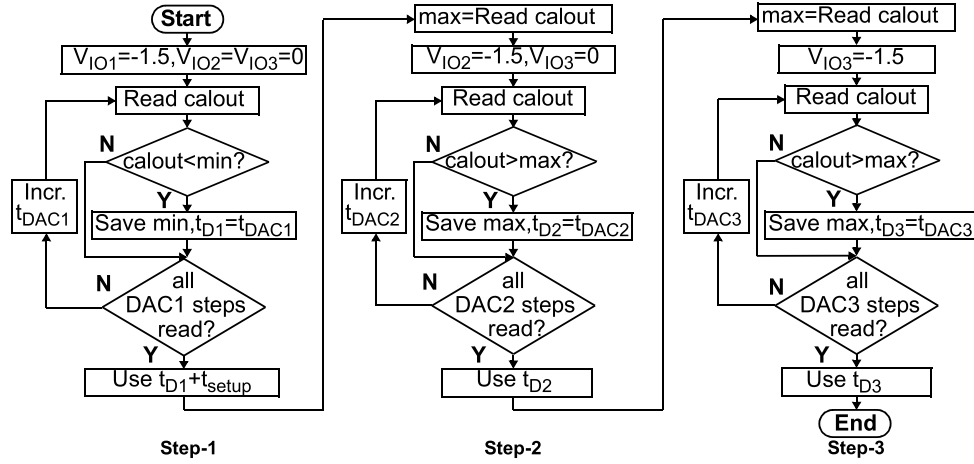 Start
V_IO1=-1.5,V_IO2=V_IO3=0
Read calout
N
calout<min?
Y
Incr.
t_DAC1
Save min,t_D1=t_DAC1
N
all
DAC1 steps
read?
Y
Use t_D1+t_setup
Step-1
max=Read calout
V_IO2=-1.5,V_IO3=0
Read calout
N
calout>max?
Y
Incr.
t_DAC2
Save max,t_D2=t_DAC2
N
all
DAC2 steps
read?
Y
Use t_D2
Step-2
max=Read calout
V_IO3=-1.5
Read calout
N
calout>max?
Y
Incr.
t_DAC3
Save max,t_D3=t_DAC3
N
all
DAC3 steps
read?
Y
Use t_D3
End
Step-3